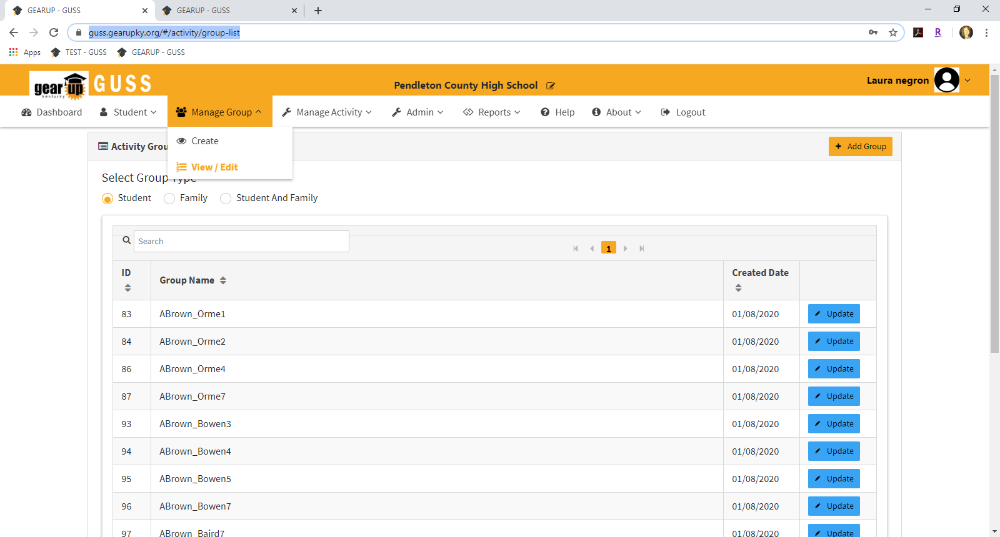 GEARUP - GUSS
GEARUP - GUSS
guss.gearupky.org/#/activity/group-list
Apps
TEST - GUSS
GEARUP - GUSS
gear up
kentucky
GUSS
Pendleton County High School
Laura negron
Dashboard
Student
Manage Group
Manage Activity
Admin
Reports
Help
About
Logout
Create
View / Edit
Activity Grou
Add Group
Select Group Type
Student
Family
Student And Family
Search
1
ID
Group Name
Created Date
83 ABrown_Orme1 01/08/2020 Update
84 ABrown_Orme2 01/08/2020 Update
86 ABrown_Orme4 01/08/2020 Update
87 ABrown_Orme7 01/08/2020 Update
93 ABrown_Bowen3 01/08/2020 Update
94 ABrown_Bowen4 01/08/2020 Update
95 ABrown_Bowen5 01/08/2020 Update
96 ABrown_Bowen7 01/08/2020 Update
97 ABrown_Baird7 01/08/2020 Update